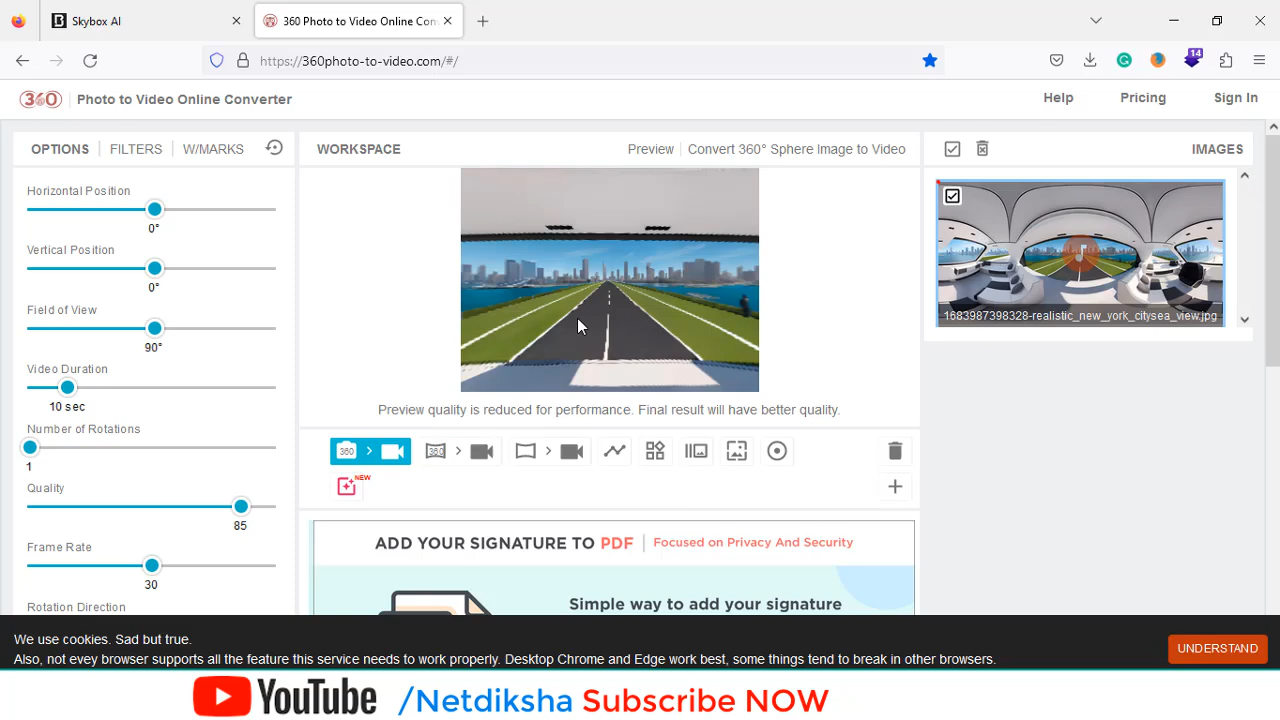 Skybox AI
360 Photo to Video Online Con
https://360photo-to-video.com/#/
14
360 Photo to Video Online Converter
Help Pricing Sign In
OPTIONS FILTERS W/MARKS
WORKSPACE
Preview Convert 360° Sphere Image to Video
IMAGES
Horizontal Position
0°
Vertical Position
0°
Field of View
90°
Video Duration
10 sec
Number of Rotations
1
Quality
85
Frame Rate
30
Rotation Direction
1683987398328-realistic_new_york_citysea_view.jpg
Preview quality is reduced for performance. Final result will have better quality.
360
360
NEW
ADD YOUR SIGNATURE TO PDF Focused on Privacy And Security
Simple way to add your signature
We use cookies. Sad but true.
Also, not evey browser supports all the feature this service needs to work properly. Desktop Chrome and Edge work best, some things tend to break in other browsers.
UNDERSTAND
YouTube /Netdiksha Subscribe NOW